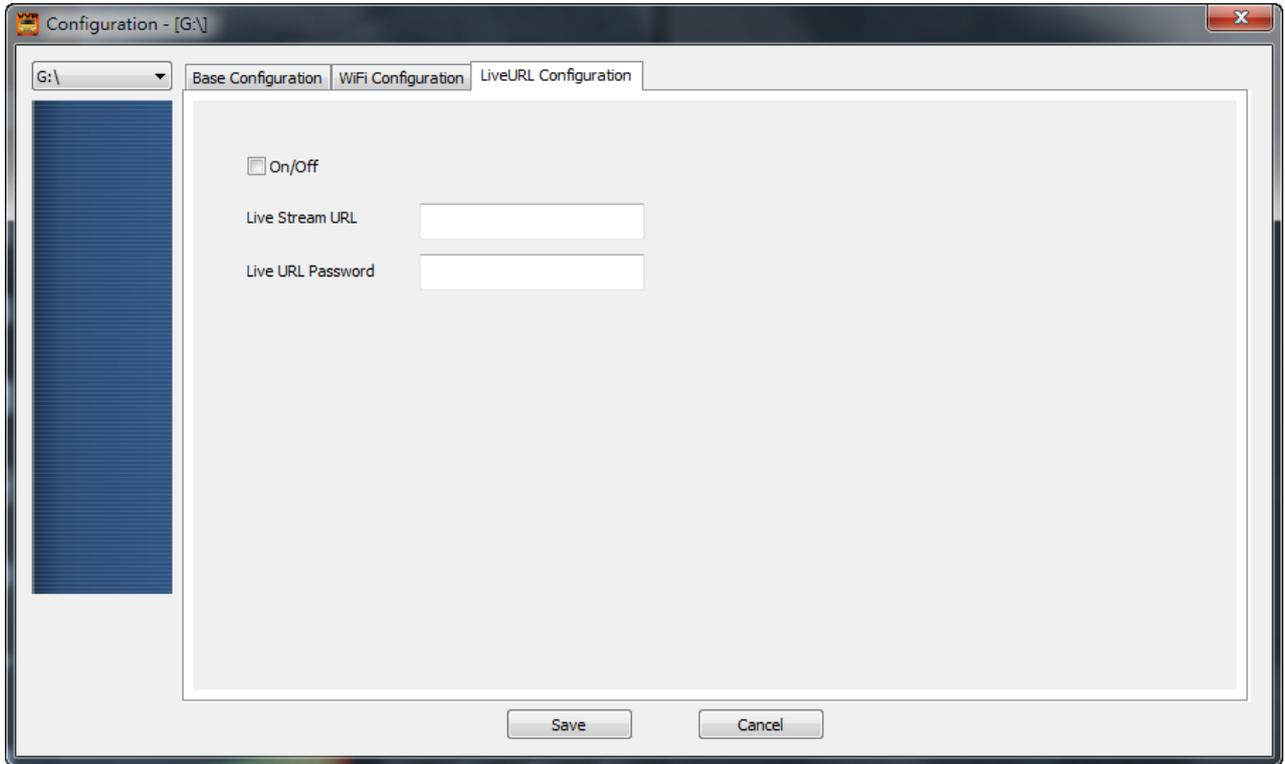 Configuration - [G:\]
G:\
Base Configuration WiFi Configuration LiveURL Configuration
On/Off
Live Stream URL
Live URL Password
Save Cancel